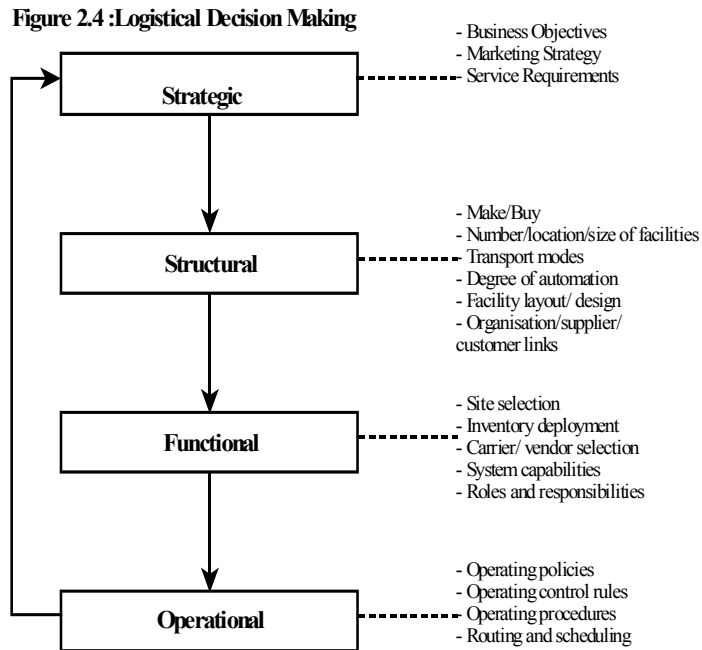 Figure 2.4 :Logistical Decision Making
- Business Objectives
- Marketing Strategy
- Service Requirements
Strategic
- Make/Buy
- Number/location/size of facilities
- Transport modes
- Degree of automation
- Facility layout/ design
- Organisation/supplier/
customer links
Structural
- Site selection
- Inventory deployment
- Carrier/ vendor selection
- System capabilities
- Roles and responsibilities
Functional
- Operating policies
- Operating control rules
- Operating procedures
- Routing and scheduling
Operational